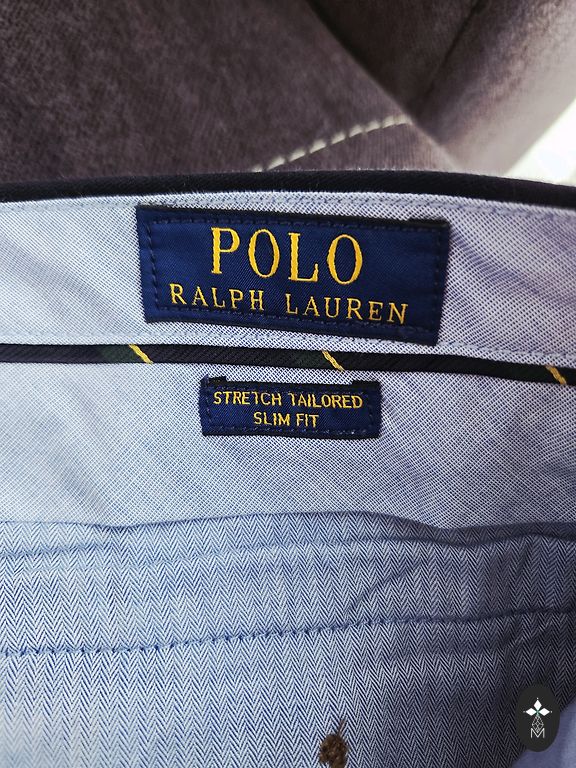 POLO
RALPH LAUREN
STRETCH TAILORED
SLIM FIT